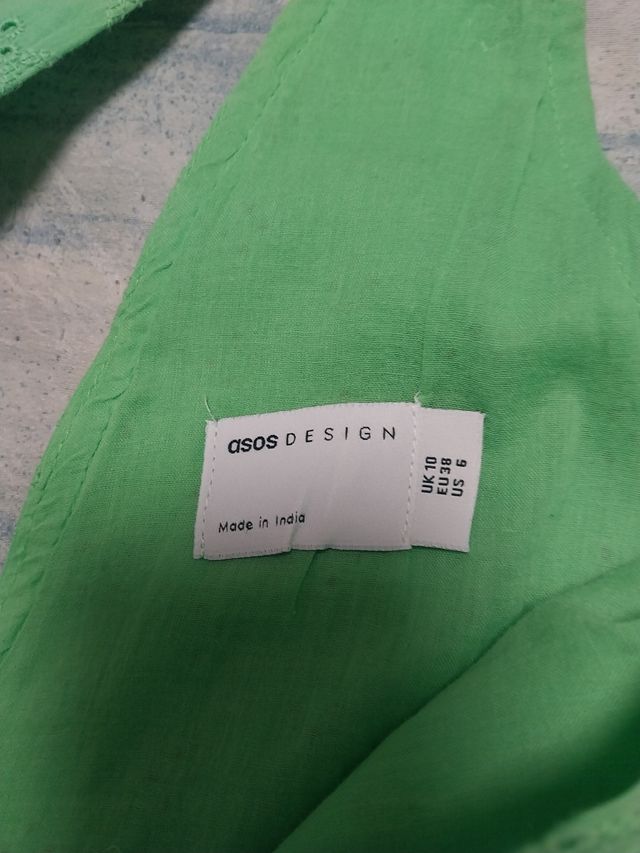 asos DESIGN
Made in India
UK 10
EU 38
US 6